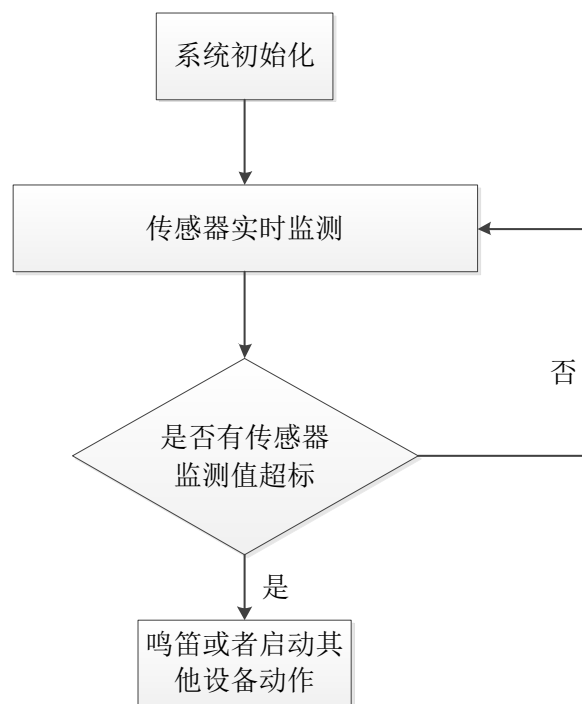 系统初始化
传感器实时监测
否
是否有传感器
监测值超标
是
鸣笛或者启动其
他设备动作